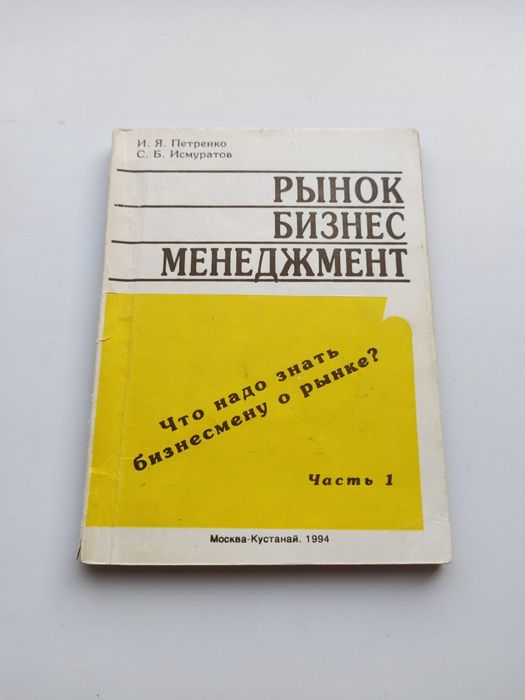 И. Я. Петренко
С. Б. Исмуратов
РЫНОК
БИЗНЕС
МЕНЕДЖМЕНТ
Что надо знать
бизнесмену о рынке?
Часть 1
Москва-Кустанай. 1994